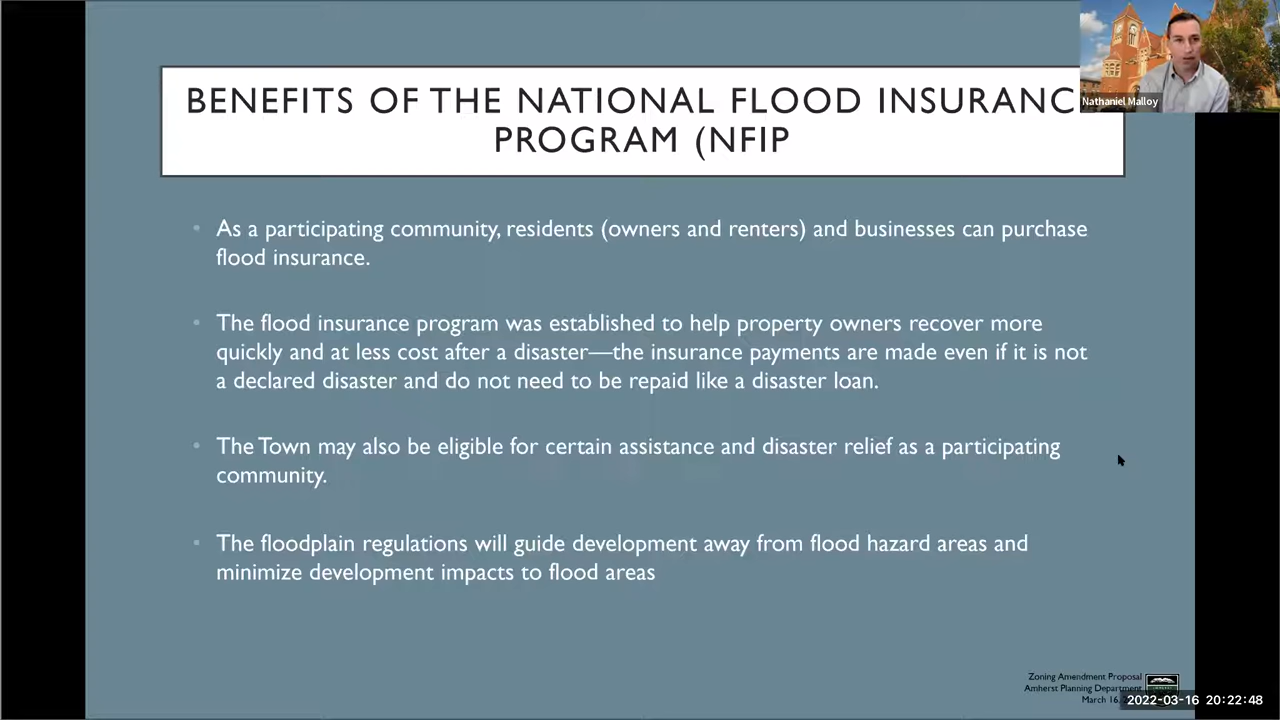 BENEFITS OF THE NATIONAL FLOOD INSURANC
PROGRAM (NFIP
Nathaniel Malloy
As a participating community, residents (owners and renters) and businesses can purchase
flood insurance.
The flood insurance program was established to help property owners recover more
quickly and at less cost after a disaster—the insurance payments are made even if it is not
a declared disaster and do not need to be repaid like a disaster loan.
The Town may also be eligible for certain assistance and disaster relief as a participating
community.
The floodplain regulations will guide development away from flood hazard areas and
minimize development impacts to flood areas
Zoning Amendment Proposal
Amherst Planning Department
March 16,
2022-03-16 20:22:48